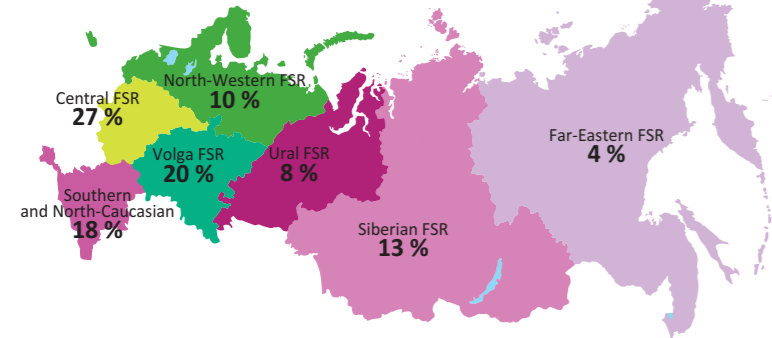 North-Western FSR
10 %
Central FSR
27 %
Volga FSR
20 %
Ural FSR
8 %
Far-Eastern FSR
4 %
Southern
and North-Caucasian
18 %
Siberian FSR
13 %